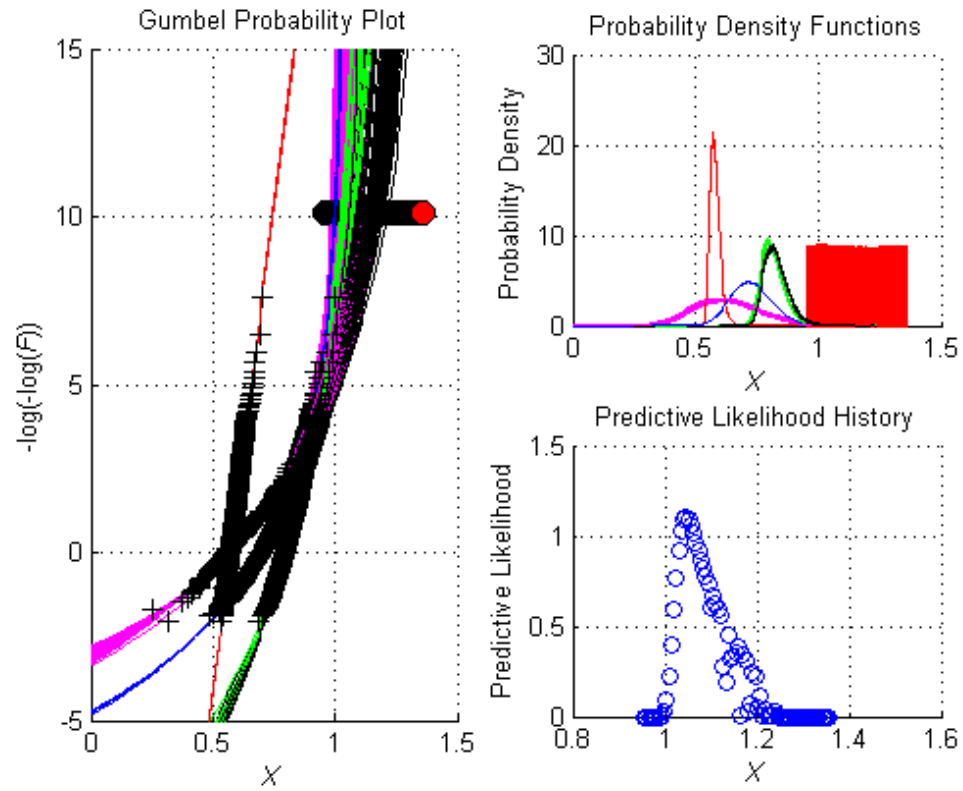 Gumbel Probability Plot
15
10
5
0
-5
-log(-log(F))
0 0.5 1 1.5
X
Probability Density Functions
30
20
10
0
Probability Density
0 0.5 1 1.5
X
Predictive Likelihood History
1.5
1
0.5
0
Predictive Likelihood
0.8 1 1.2 1.4 1.6
X